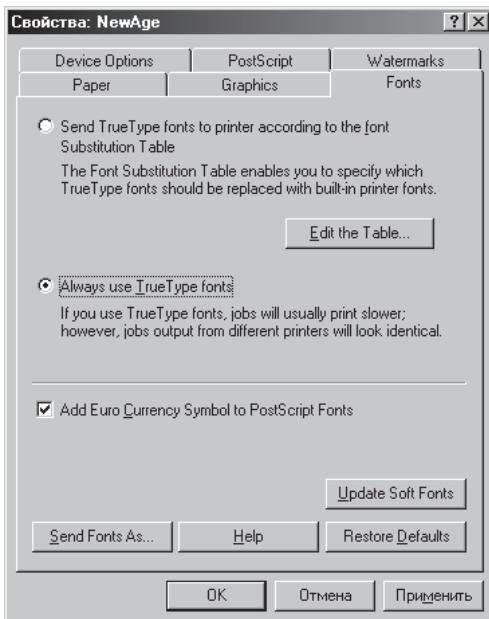 Свойства: NewAge
Device Options PostScript Watermarks
Paper Graphics Fonts
Send TrueType fonts to printer according to the font
Substitution Table
The Font Substitution Table enables you to specify which
TrueType fonts should be replaced with built-in printer fonts.
Edit the Table...
Always use TrueType fonts
If you use TrueType fonts, jobs will usually print slower;
however, jobs output from different printers will look identical.
Add Euro Currency Symbol to PostScript Fonts
Update Soft Fonts
Send Fonts As... Help Restore Defaults
OK Отмена Применить